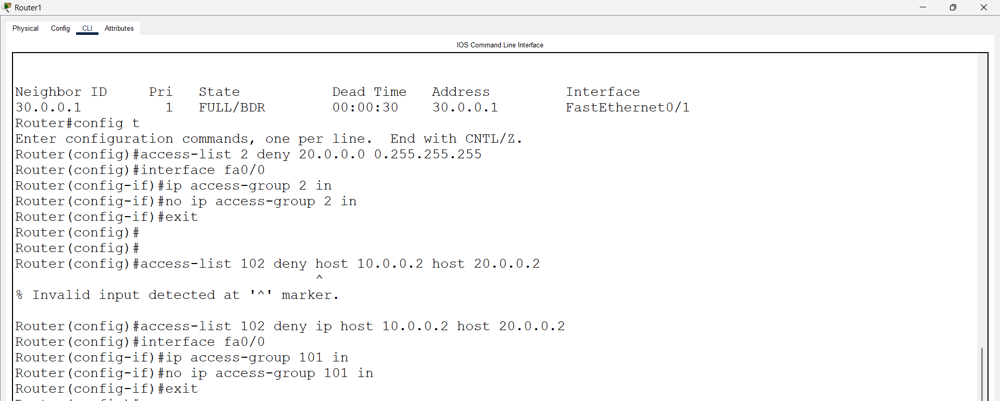 Router1
Physical Config CLI Attributes
IOS Command Line Interface
Neighbor ID     Pri   State           Dead Time   Address         Interface
30.0.0.1          1   FULL/BDR        00:00:30    30.0.0.1        FastEthernet0/1
Router#config t
Enter configuration commands, one per line.  End with CNTL/Z.
Router(config)#access-list 2 deny 20.0.0.0 0.255.255.255
Router(config)#interface fa0/0
Router(config-if)#ip access-group 2 in
Router(config-if)#no ip access-group 2 in
Router(config-if)#exit
Router(config)#
Router(config)#
Router(config)#access-list 102 deny host 10.0.0.2 host 20.0.0.2
                                    ^
% Invalid input detected at '^' marker.
Router(config)#access-list 102 deny ip host 10.0.0.2 host 20.0.0.2
Router(config)#interface fa0/0
Router(config-if)#ip access-group 101 in
Router(config-if)#no ip access-group 101 in
Router(config-if)#exit